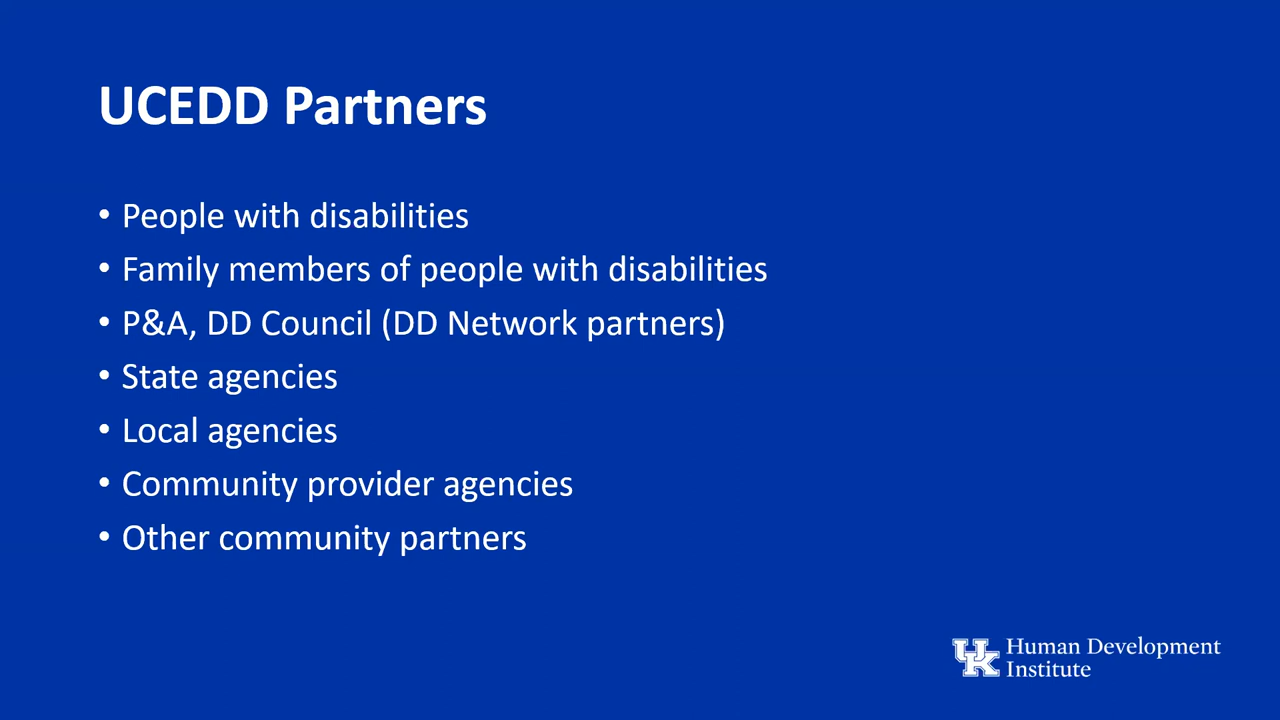 UCEDD Partners
• People with disabilities
• Family members of people with disabilities
• P&A, DD Council (DD Network partners)
• State agencies
• Local agencies
• Community provider agencies
• Other community partners
UK Human Development
Institute